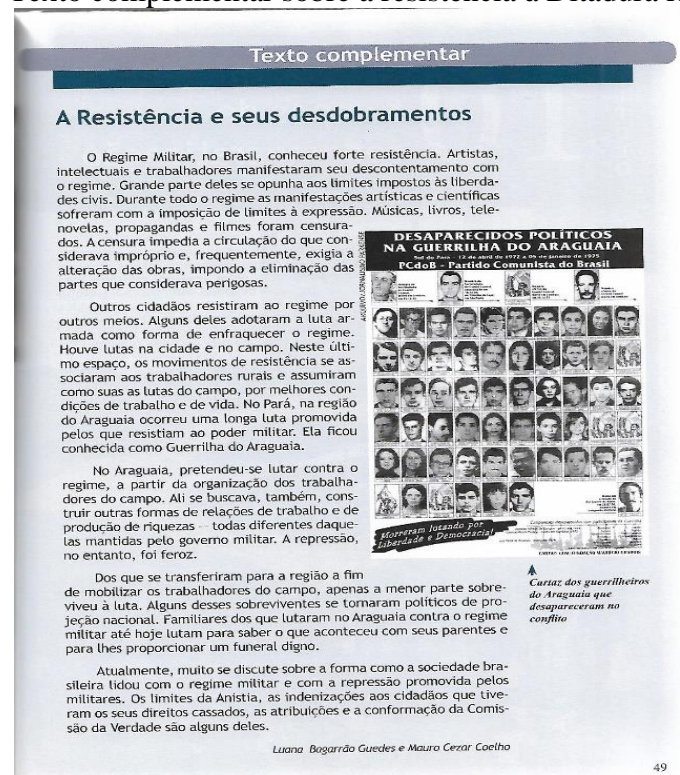 Texto complementar
A Resistência e seus desdobramentos
O Regime Militar, no Brasil, conheceu forte resistência. Artistas,
intelectuais e trabalhadores manifestaram seu descontentamento com
o regime. Grande parte deles se opunha aos limites impostos às liberda-
des civis. Durante todo o regime as manifestações artísticas e científicas
sofreram com a imposição de limites à expressão. Músicas, livros, tele-
novelas, propagandas e filmes foram censura-
dos. A censura impedia a circulação do que con-
siderava impróprio e, frequentemente, exigia a
alteração das obras, impondo a eliminação das
partes que considerava perigosas.
Outros cidadãos resistiram ao regime por
outros meios. Alguns deles adotaram a luta ar-
mada como forma de enfraquecer o regime.
Houve lutas na cidade e no campo. Neste últi-
mo espaço, os movimentos de resistência se as-
sociaram aos trabalhadores rurais e assumiram
como suas as lutas do campo, por melhores con-
dições de trabalho e de vida. No Pará, na região
do Araguaia ocorreu uma longa luta promovida
pelos que resistiam ao poder militar. Ela ficou
conhecida como Guerrilha do Araguaia.
No Araguaia, pretendeu-se lutar contra o
regime, a partir da organização dos trabalha-
dores do campo. Ali se buscava, também, cons-
truir outras formas de relações de trabalho e de
produção de riquezas -- todas diferentes daque-
las mantidas pelo governo militar. A repressão,
no entanto, foi feroz.
Dos que se transferiram para a região a fim
de mobilizar os trabalhadores do campo, apenas a menor parte sobre-
viveu à luta. Alguns desses sobreviventes se tornaram políticos de pro-
jeção nacional. Familiares dos que lutaram no Araguaia contra o regime
militar até hoje lutam para saber o que aconteceu com seus parentes e
para lhes proporcionar um funeral digno.
Atualmente, muito se discute sobre a forma como a sociedade bra-
sileira lidou com o regime militar e com a repressão promovida pelos
militares. Os limites da Anistia, as indenizações aos cidadãos que tive-
ram os seus direitos cassados, as atribuições e a conformação da Comis-
são da Verdade são alguns deles.
Luana Bagarrão Guedes e Mauro Cezar Coelho
DESAPARECIDOS POLÍTICOS
NA GUERRILHA DO ARAGUAIA
Sul do Pará - 12 de abril de 1972 a 05 de janeiro de 1975
PCdoB - Partido Comunista do Brasil
Morreram lutando por
Liberdade e Democracia!
Cartaz dos guerrilheiros
do Araguaia que
desapareceram no
conflito
49